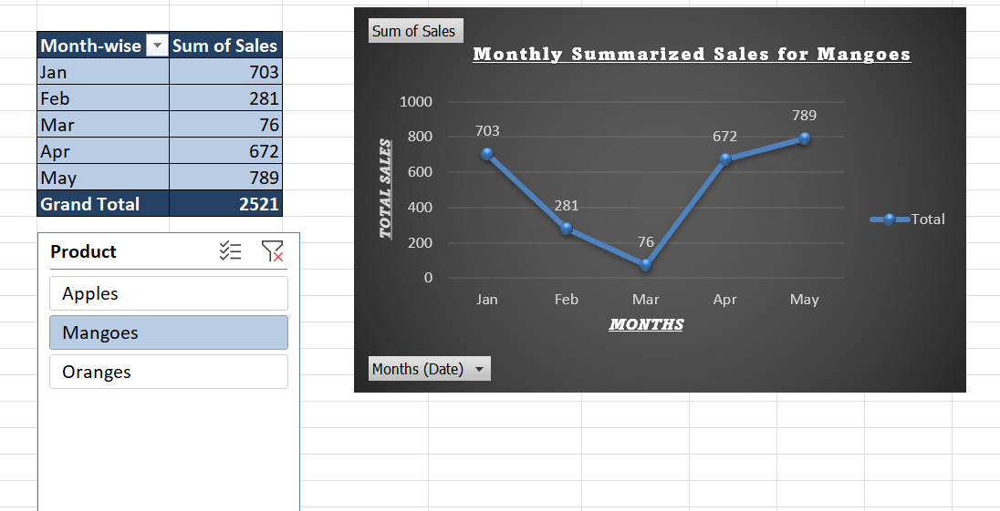 Month-wise Sum of Sales
Jan 703
Feb 281
Mar 76
Apr 672
May 789
Grand Total 2521
Product
Apples
Mangoes
Oranges
Sum of Sales
Monthly Summarized Sales for Mangoes
TOTAL SALES
1000
800
600
400
200
0
703
281
76
672
789
Jan Feb Mar Apr May
MONTHS
Total
Months (Date)